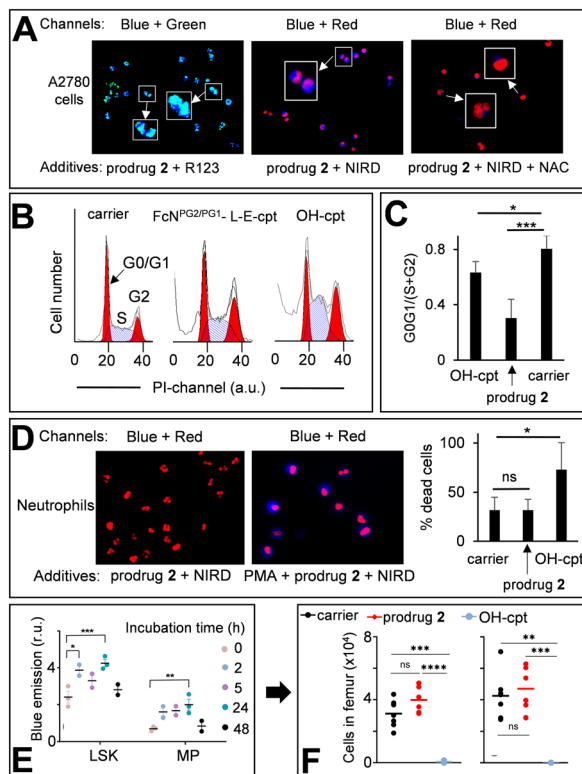 A
Channels: Blue + Green Blue + Red Blue + Red
A2780
cells
Additives: prodrug 2 + R123 prodrug 2 + NIRD prodrug 2 + NIRD + NAC
B
carrier FcN^PG2/PG1- L-E-cpt OH-cpt
Cell number
G0/G1
G2
S
0 20 40 0 20 40 0 20 40
PI-channel (a.u.)
C
*
***
G0G1/(S+G2)
0.8
0.4
0
OH-cpt carrier
prodrug 2
D
Channels: Blue + Red Blue + Red
Neutrophils
Additives: prodrug 2 + NIRD PMA + prodrug 2 + NIRD
% dead cells
100
50
0
*
ns
carrier OH-cpt
prodrug 2
E
Blue emission (r.u.)
4
0
*
***
**
Incubation time (h)
0
2
5
24
48
LSK MP
F
carrier prodrug 2 OH-cpt
Cells in femur (x10⁴)
8
6
4
2
0
***
ns ****
**
***
ns